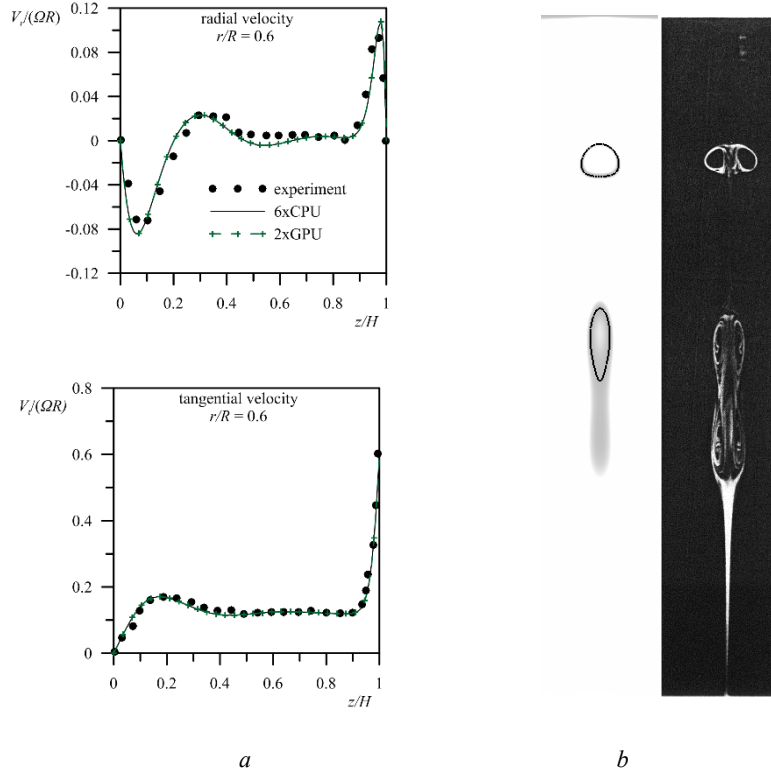 V_r/(ΩR)
radial velocity
r/R = 0.6
0.12
0.08
0.04
0
-0.04
-0.08
-0.12
experiment
6xCPU
2xGPU
0 0.2 0.4 0.6 0.8 1
z/H
V_t/(ΩR)
tangential velocity
r/R = 0.6
0.8
0.6
0.4
0.2
0
0 0.2 0.4 0.6 0.8 1
z/H
a b